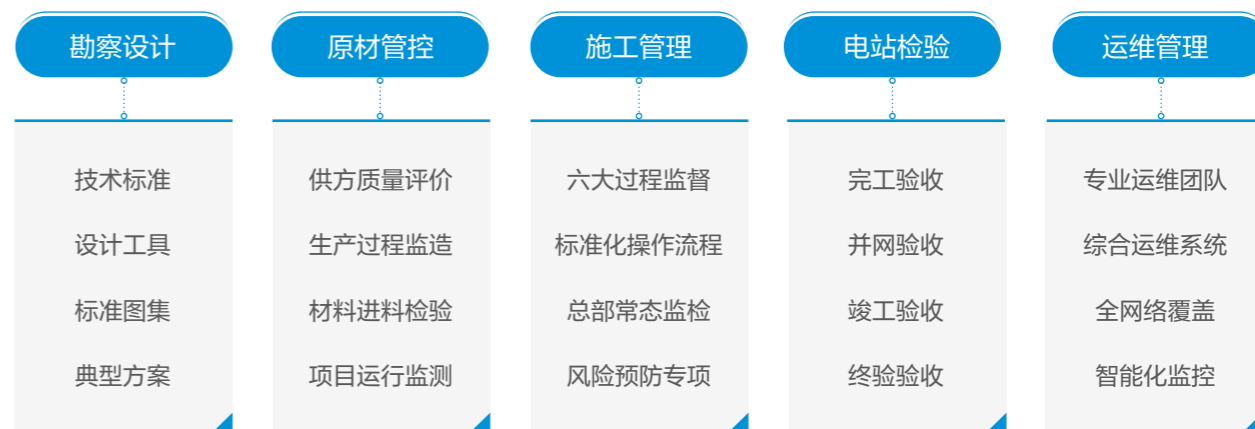 勘察设计
技术标准
设计工具
标准图集
典型方案
原材管控
供方质量评价
生产过程监造
材料进料检验
项目运行监测
施工管理
六大过程监督
标准化操作流程
总部常态监检
风险预防专项
电站检验
完工验收
并网验收
竣工验收
终验验收
运维管理
专业运维团队
综合运维系统
全网络覆盖
智能化监控